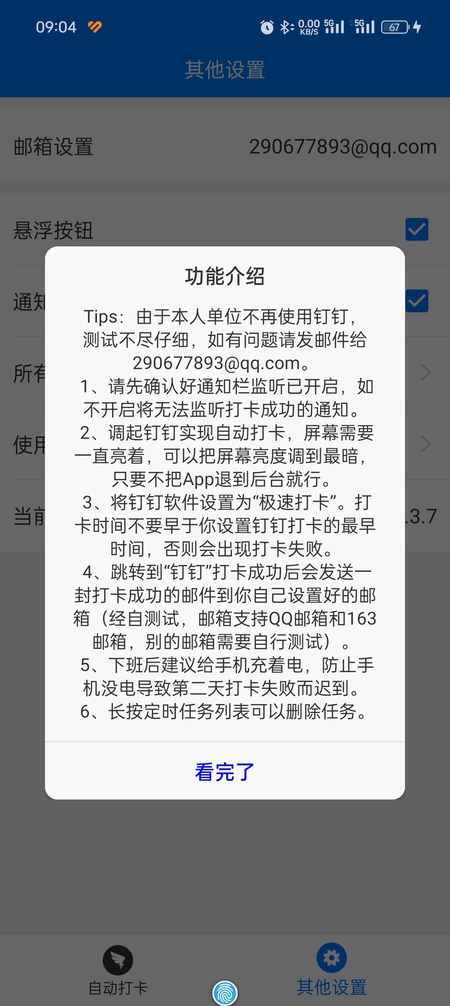 09:04
0.00
KB/S
5G
5G
67
其他设置
邮箱设置
290677893@qq.com
悬浮按钮
功能介绍
Tips：由于本人单位不再使用钉钉，
测试不尽仔细，如有问题请发邮件给
290677893@qq.com。
1、请先确认好通知栏监听已开启，如
不开启将无法监听打卡成功的通知。
2、调起钉钉实现自动打卡，屏幕需要
一直亮着，可以把屏幕亮度调到最暗，
只要不把App退到后台就行。
3、将钉钉软件设置为“极速打卡”。打
卡时间不要早于你设置钉钉打卡的最早
时间，否则会出现打卡失败。
4、跳转到“钉钉”打卡成功后会发送一
封打卡成功的邮件到你自己设置好的邮
箱（经自测试，邮箱支持QQ邮箱和163
邮箱，别的邮箱需要自行测试）。
5、下班后建议给手机充着电，防止手
机没电导致第二天打卡失败而迟到。
6、长按定时任务列表可以删除任务。
看完了
通知
所有
使用
当前
.3.7
自动打卡
其他设置